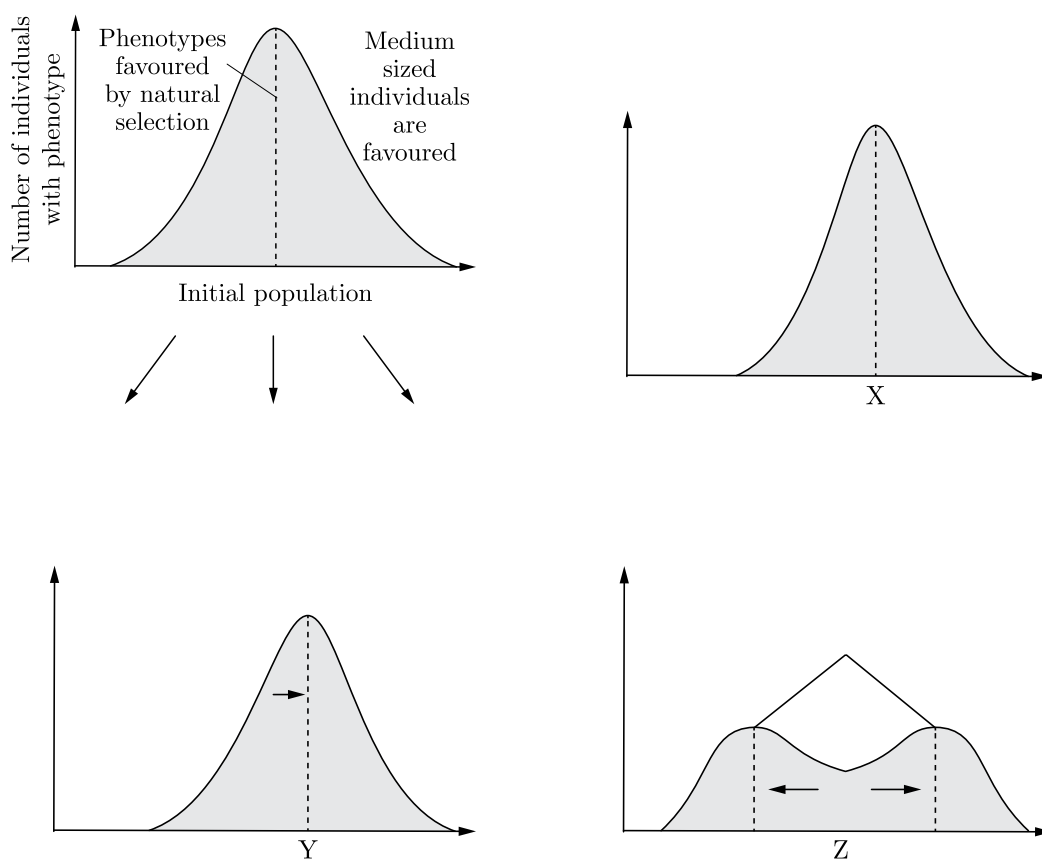 Number of individuals
with phenotype
Phenotypes
favoured
by natural
selection
Medium
sized
individuals
are
favoured
Initial population
X
Y
Z